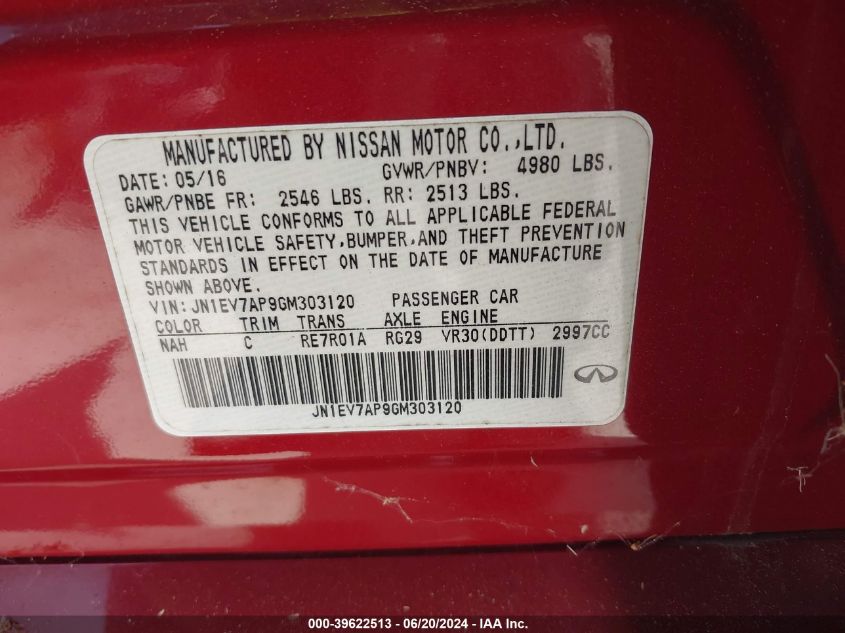 MANUFACTURED BY NISSAN MOTOR CO.,LTD.
DATE: 05/16 GVWR/PNBV: 4980 LBS.
GAWR/PNBE FR: 2546 LBS. RR: 2513 LBS.
THIS VEHICLE CONFORMS TO ALL APPLICABLE FEDERAL
MOTOR VEHICLE SAFETY,BUMPER,AND THEFT PREVENTION
STANDARDS IN EFFECT ON THE DATE OF MANUFACTURE
SHOWN ABOVE.
VIN: JN1EV7AP9GM303120 PASSENGER CAR
COLOR TRIM TRANS AXLE ENGINE
NAH C RE7R01A RG29 VR30(DDTT) 2997CC
JN1EV7AP9GM303120
000-39622513 - 06/20/2024 - IAA Inc.